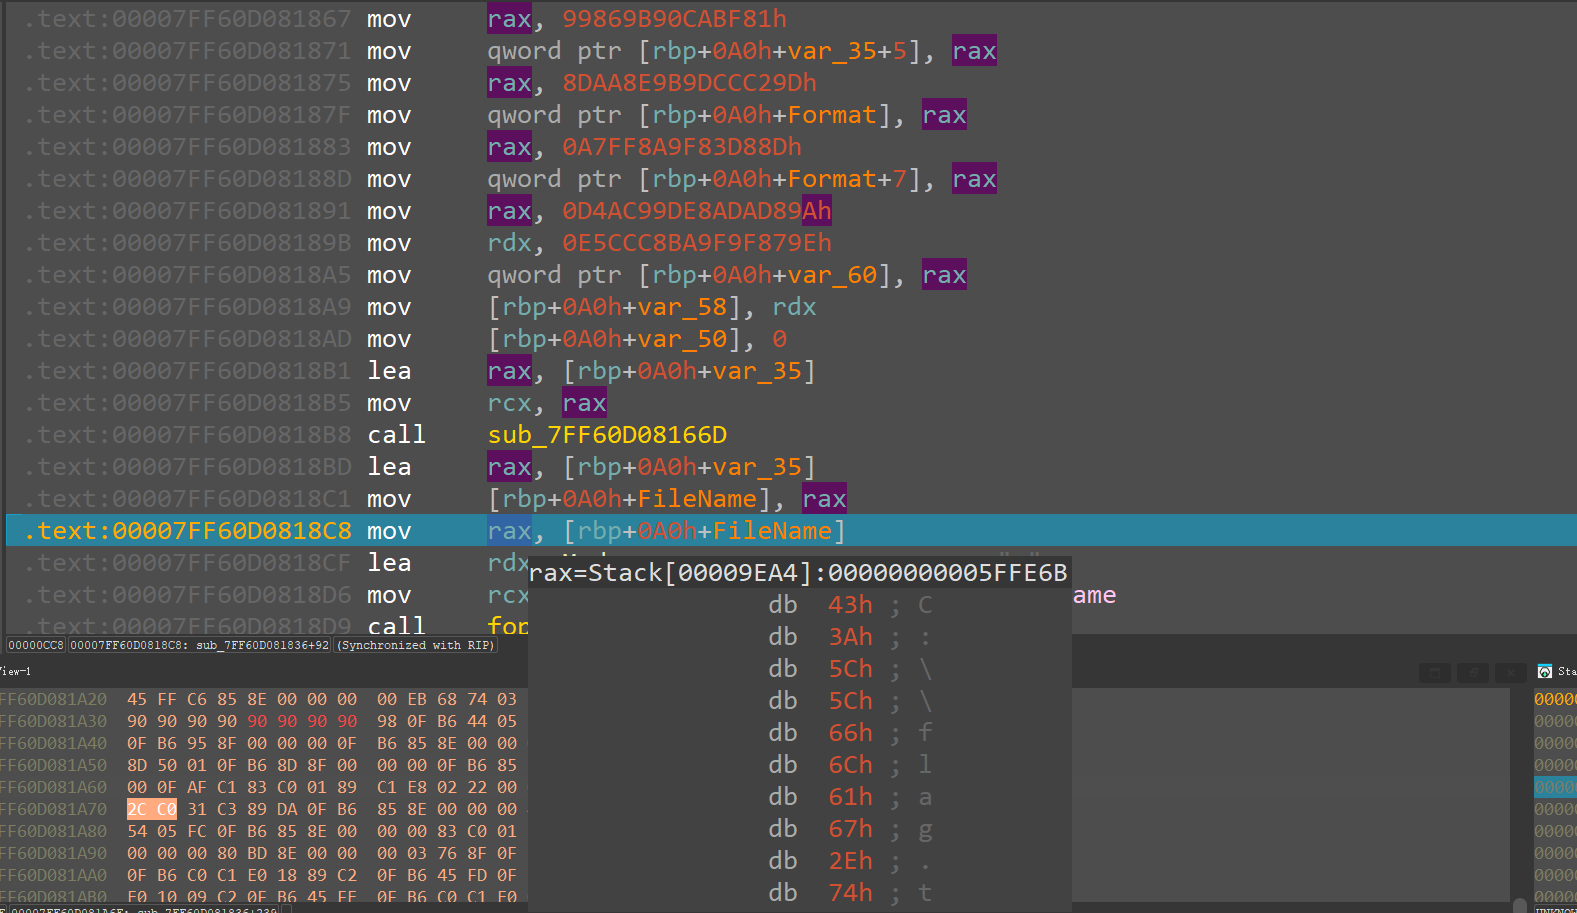 .text:00007FF60D081867 mov rax, 99869B90CABF81h
.text:00007FF60D081871 mov qword ptr [rbp+0A0h+var_35+5], rax
.text:00007FF60D081875 mov rax, 8DAA8E9B9DCCC29Dh
.text:00007FF60D08187F mov qword ptr [rbp+0A0h+Format], rax
.text:00007FF60D081883 mov rax, 0A7FF8A9F83D88Dh
.text:00007FF60D08188D mov qword ptr [rbp+0A0h+Format+7], rax
.text:00007FF60D081891 mov rax, 0D4AC99DE8ADAD89Ah
.text:00007FF60D08189B mov rdx, 0E5CCC8BA9F9F879Eh
.text:00007FF60D0818A5 mov qword ptr [rbp+0A0h+var_60], rax
.text:00007FF60D0818A9 mov [rbp+0A0h+var_58], rdx
.text:00007FF60D0818AD mov [rbp+0A0h+var_50], 0
.text:00007FF60D0818B1 lea rax, [rbp+0A0h+var_35]
.text:00007FF60D0818B5 mov rcx, rax
.text:00007FF60D0818B8 call sub_7FF60D08166D
.text:00007FF60D0818BD lea rax, [rbp+0A0h+var_35]
.text:00007FF60D0818C1 mov [rbp+0A0h+FileName], rax
.text:00007FF60D0818C8 mov rax, [rbp+0A0h+FileName]
.text:00007FF60D0818CF lea rdx
.text:00007FF60D0818D6 mov rcx ame
.text:00007FF60D0818D9 call fop
rax=Stack[00009EA4]:00000000005FFE6B
db 43h ; C
db 3Ah ; :
db 5Ch ; \
db 5Ch ; \
db 66h ; f
db 6Ch ; l
db 61h ; a
db 67h ; g
db 2Eh ; .
db 74h ; t
00000CC8 00007FF60D0818C8: sub_7FF60D081836+92 (Synchronized with RIP)
iew-1
Sta
FF60D081A20 45 FF C6 85 8E 00 00 00 00 EB 68 74 03
FF60D081A30 90 90 90 90 90 90 90 90 98 0F B6 44 05
FF60D081A40 0F B6 95 8F 00 00 00 0F B6 85 8E 00 00
FF60D081A50 8D 50 01 0F B6 8D 8F 00 00 00 0F B6 85
FF60D081A60 00 0F AF C1 83 C0 01 89 C1 E8 02 22 00
FF60D081A70 2C C0 31 C3 89 DA 0F B6 85 8E 00 00 00
FF60D081A80 54 05 FC 0F B6 85 8E 00 00 00 83 C0 01
FF60D081A90 00 00 00 80 BD 8E 00 00 00 03 76 8F 0F
FF60D081AA0 0F B6 C0 C1 E0 18 89 C2 0F B6 45 FD 0F
FF60D081AB0 E0 10 09 C2 0F B6 45 FE 0F B6 C0 C1 E0